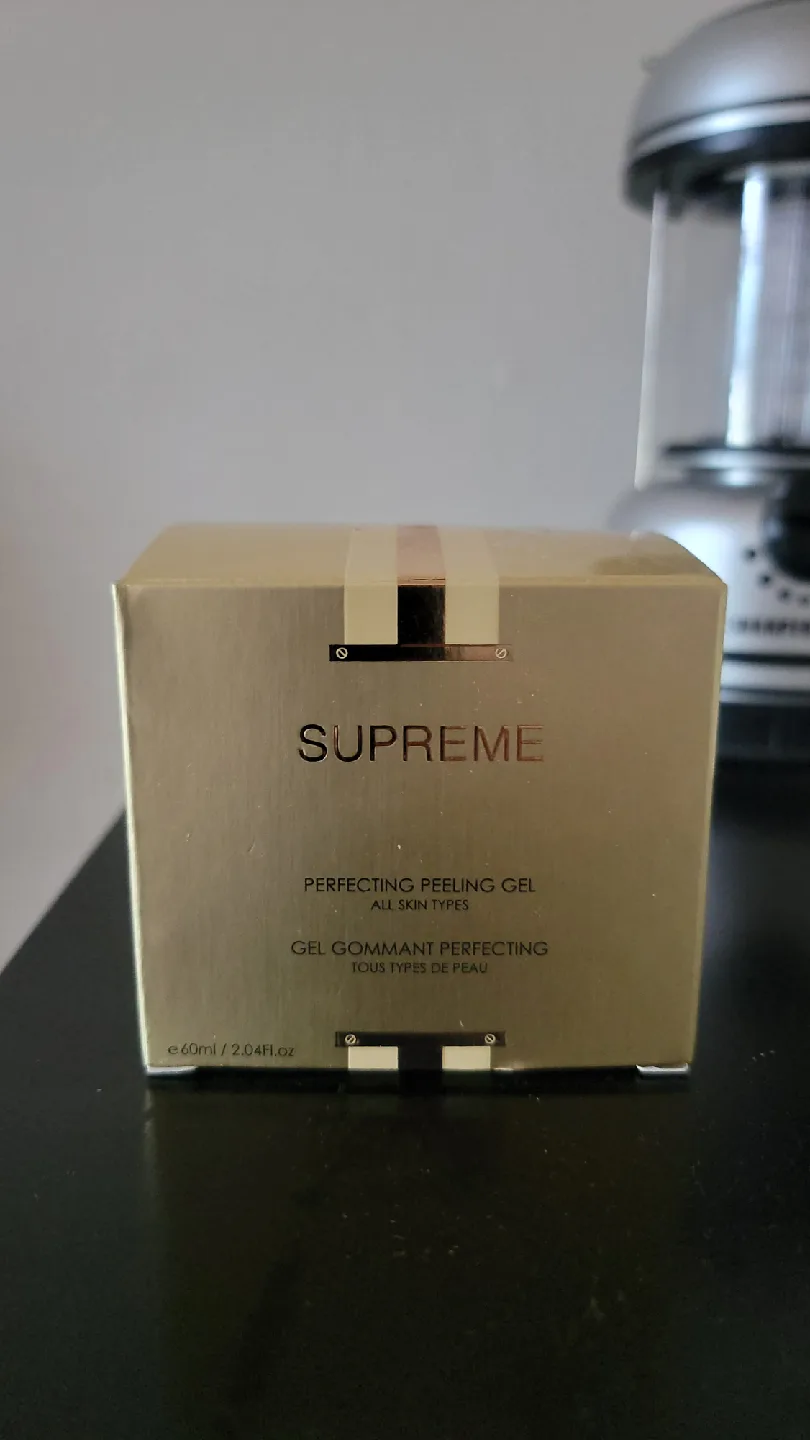 SUPREME
PERFECTING PEELING GEL
ALL SKIN TYPES
GEL GOMMANT PERFECTING
TOUS TYPES DE PEAU
℮60ml / 2.04Fl.oz